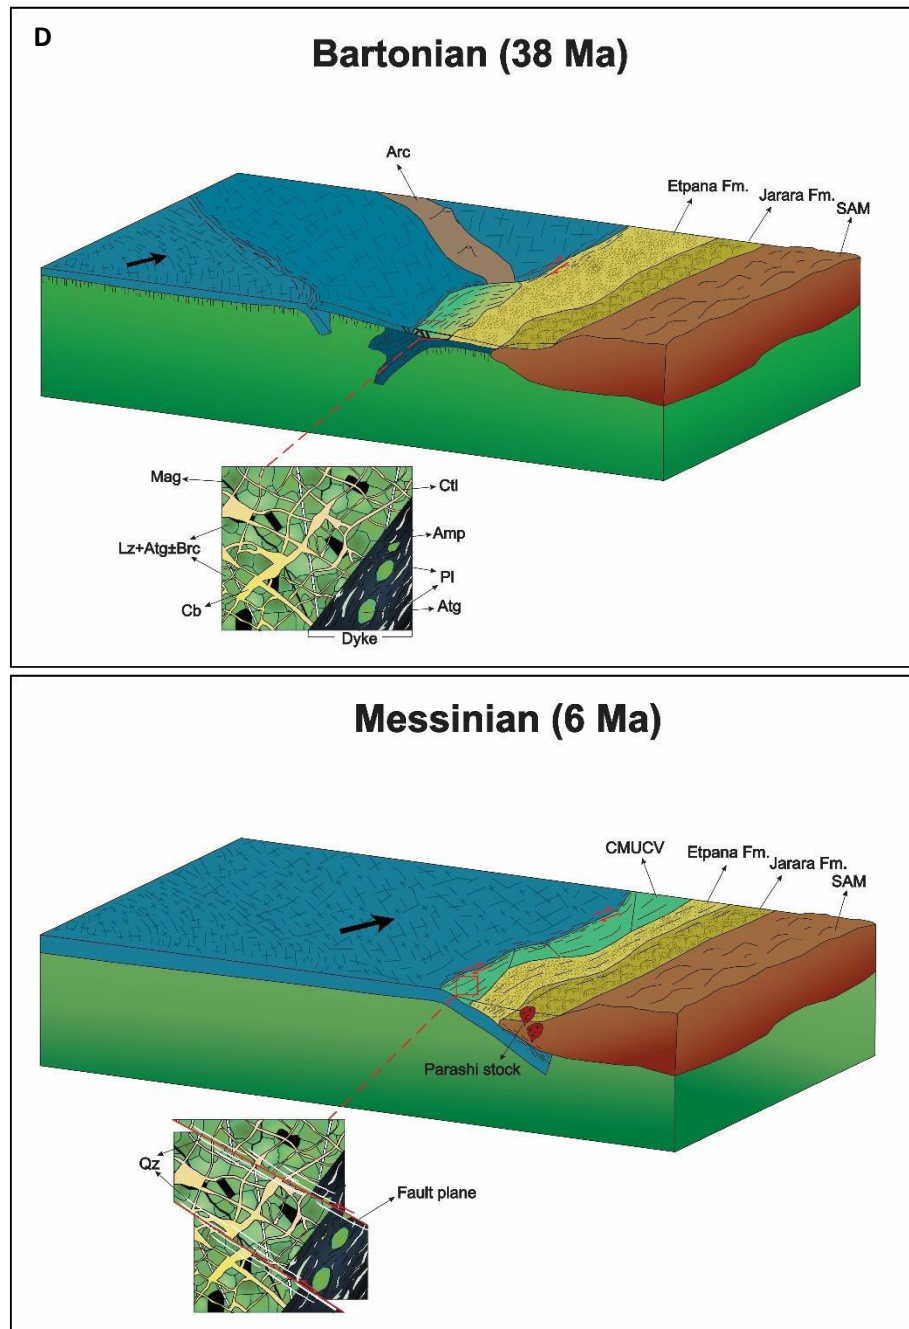 D
Bartonian (38 Ma)
Arc
Etpana Fm.
Jarara Fm.
SAM
Mag
Ctl
Amp
Lz+Atg±Brc
Pl
Cb
Atg
Dyke
Messinian (6 Ma)
CMUCV
Etpana Fm.
Jarara Fm.
SAM
Parashi stock
Qz
Fault plane